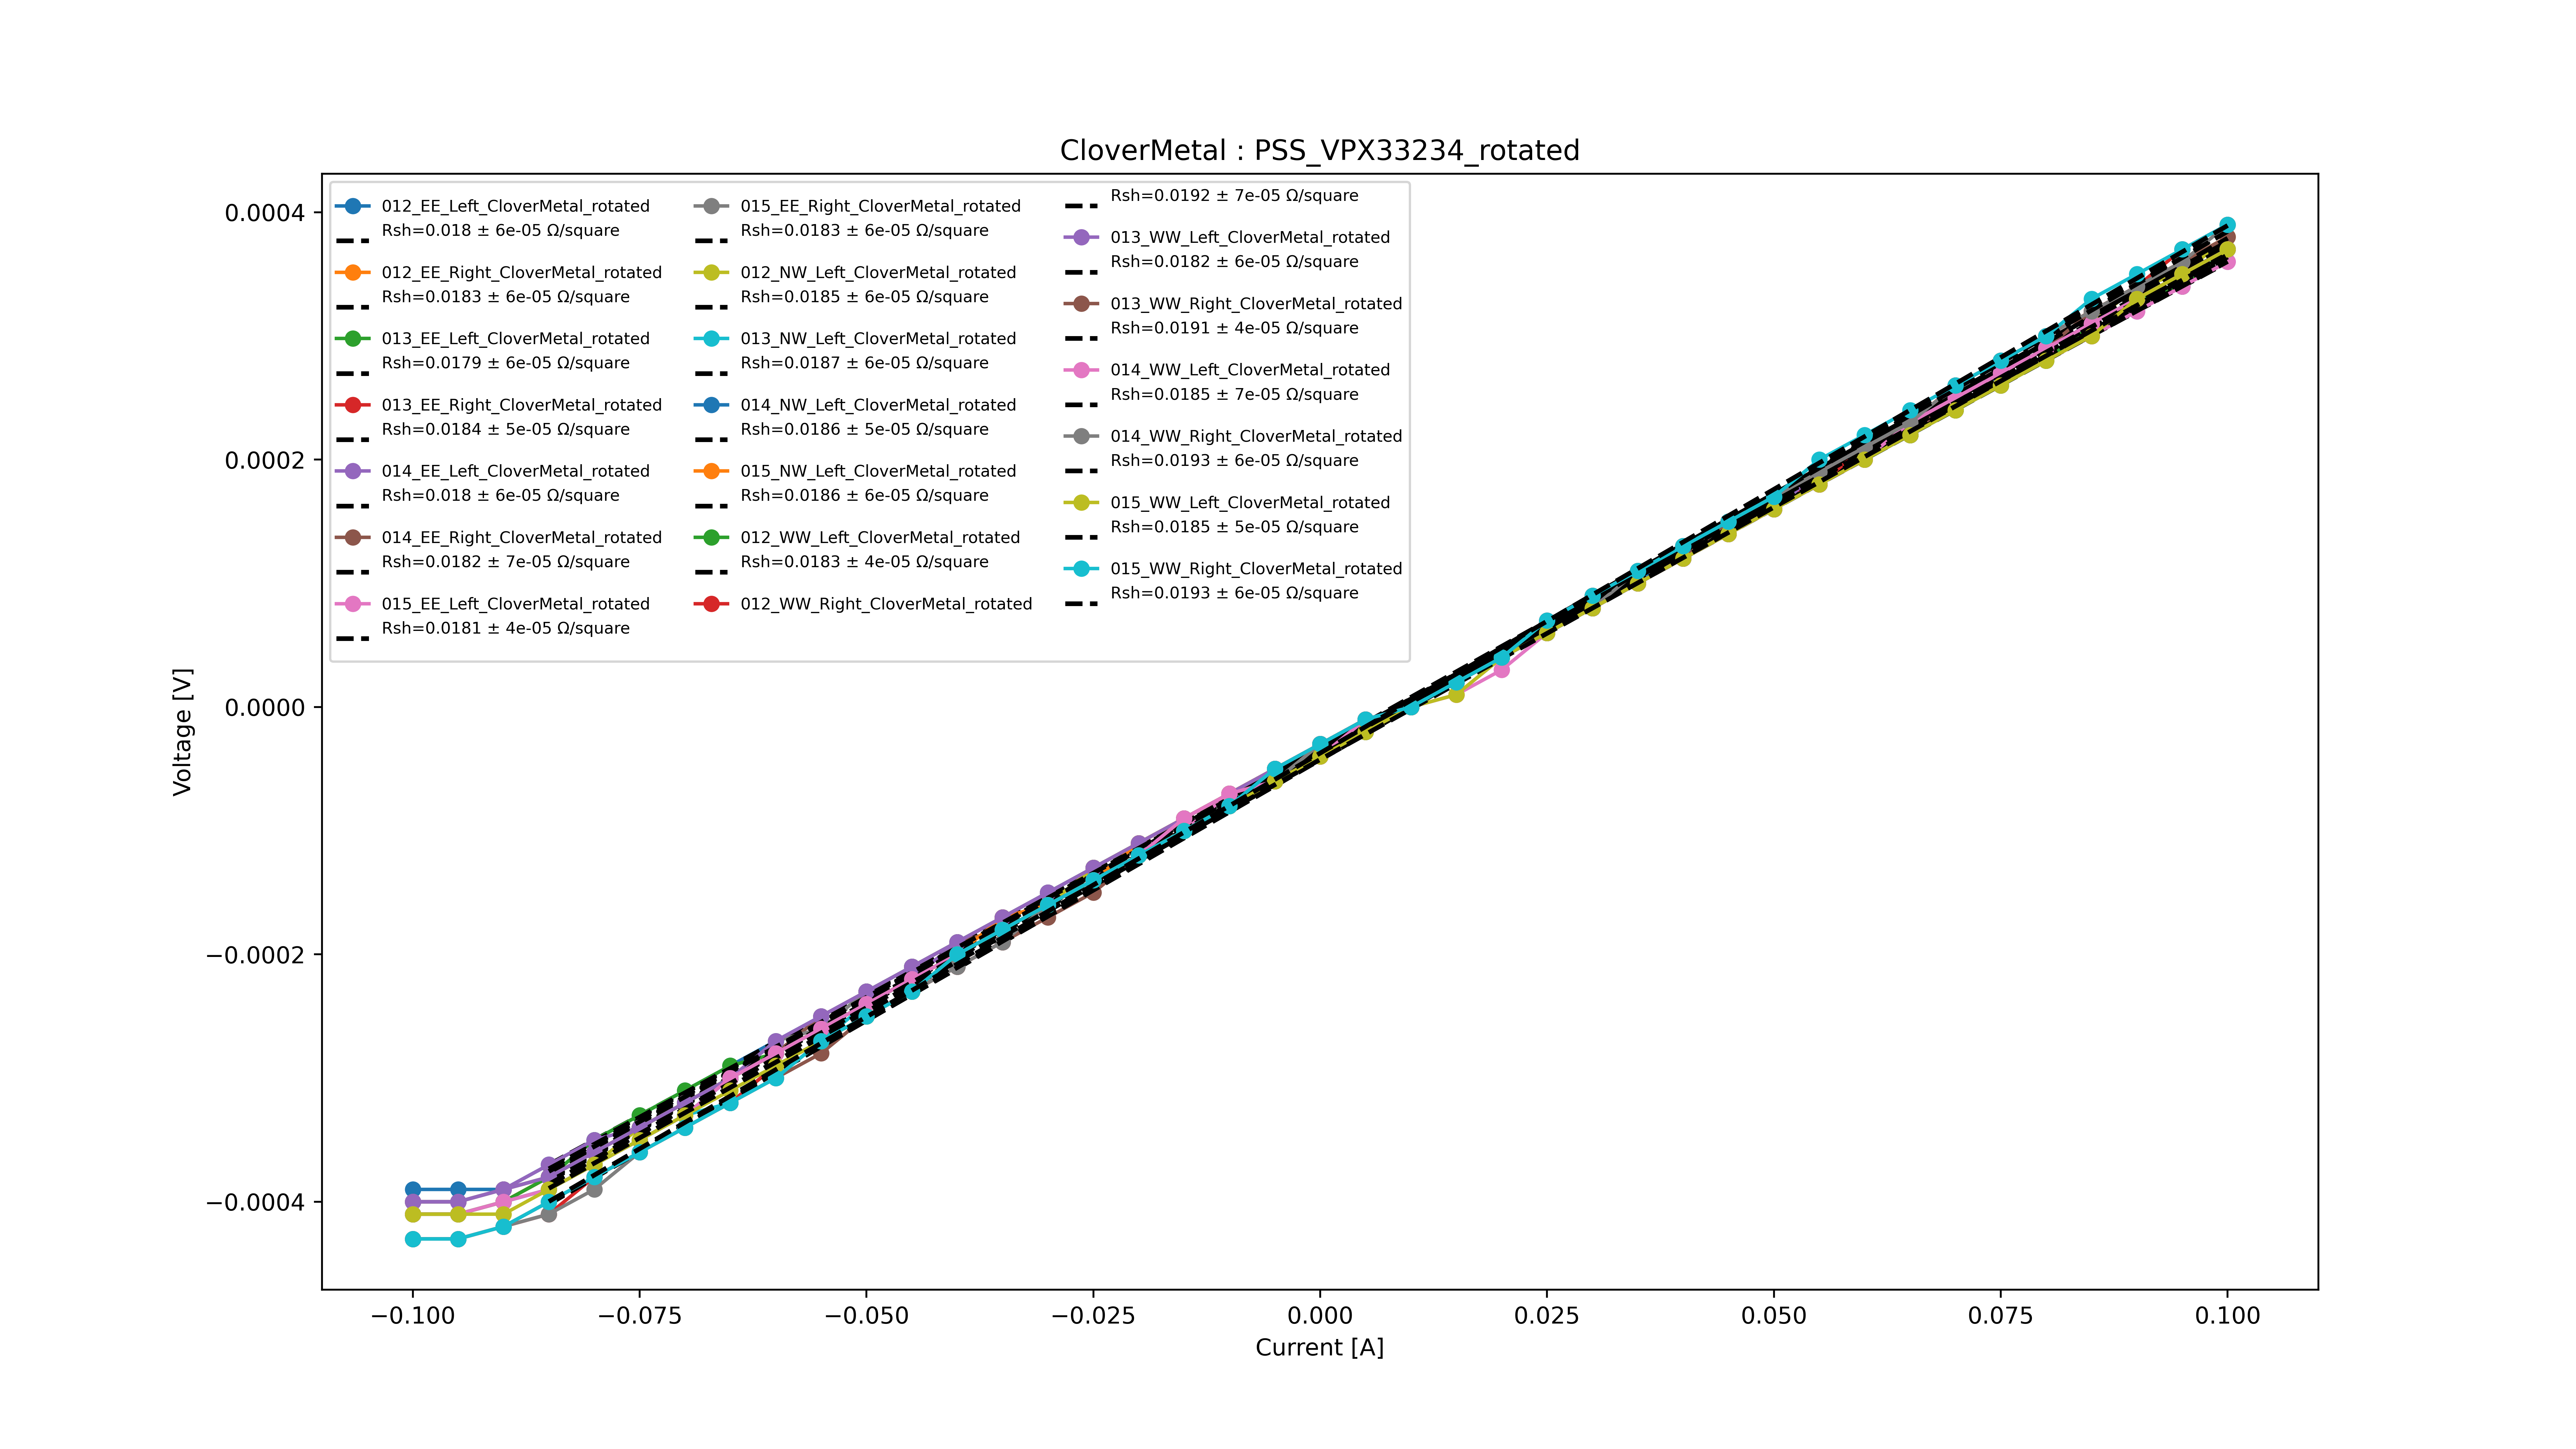 CloverMetal : PSS_VPX33234_rotated
012_EE_Left_CloverMetal_rotated
Rsh=0.018 ± 6e-05 Ω/square
012_EE_Right_CloverMetal_rotated
Rsh=0.0183 ± 6e-05 Ω/square
013_EE_Left_CloverMetal_rotated
Rsh=0.0179 ± 6e-05 Ω/square
013_EE_Right_CloverMetal_rotated
Rsh=0.0184 ± 5e-05 Ω/square
014_EE_Left_CloverMetal_rotated
Rsh=0.018 ± 6e-05 Ω/square
014_EE_Right_CloverMetal_rotated
Rsh=0.0182 ± 7e-05 Ω/square
015_EE_Left_CloverMetal_rotated
Rsh=0.0181 ± 4e-05 Ω/square
015_EE_Right_CloverMetal_rotated
Rsh=0.0183 ± 6e-05 Ω/square
012_NW_Left_CloverMetal_rotated
Rsh=0.0185 ± 6e-05 Ω/square
013_NW_Left_CloverMetal_rotated
Rsh=0.0187 ± 6e-05 Ω/square
014_NW_Left_CloverMetal_rotated
Rsh=0.0186 ± 5e-05 Ω/square
015_NW_Left_CloverMetal_rotated
Rsh=0.0186 ± 6e-05 Ω/square
012_WW_Left_CloverMetal_rotated
Rsh=0.0183 ± 4e-05 Ω/square
012_WW_Right_CloverMetal_rotated
Rsh=0.0192 ± 7e-05 Ω/square
013_WW_Left_CloverMetal_rotated
Rsh=0.0182 ± 6e-05 Ω/square
013_WW_Right_CloverMetal_rotated
Rsh=0.0191 ± 4e-05 Ω/square
014_WW_Left_CloverMetal_rotated
Rsh=0.0185 ± 7e-05 Ω/square
014_WW_Right_CloverMetal_rotated
Rsh=0.0193 ± 6e-05 Ω/square
015_WW_Left_CloverMetal_rotated
Rsh=0.0185 ± 5e-05 Ω/square
015_WW_Right_CloverMetal_rotated
Rsh=0.0193 ± 6e-05 Ω/square
0.0004
0.0002
0.0000
−0.0002
−0.0004
Voltage [V]
−0.100
−0.075
−0.050
−0.025
0.000
0.025
0.050
0.075
0.100
Current [A]